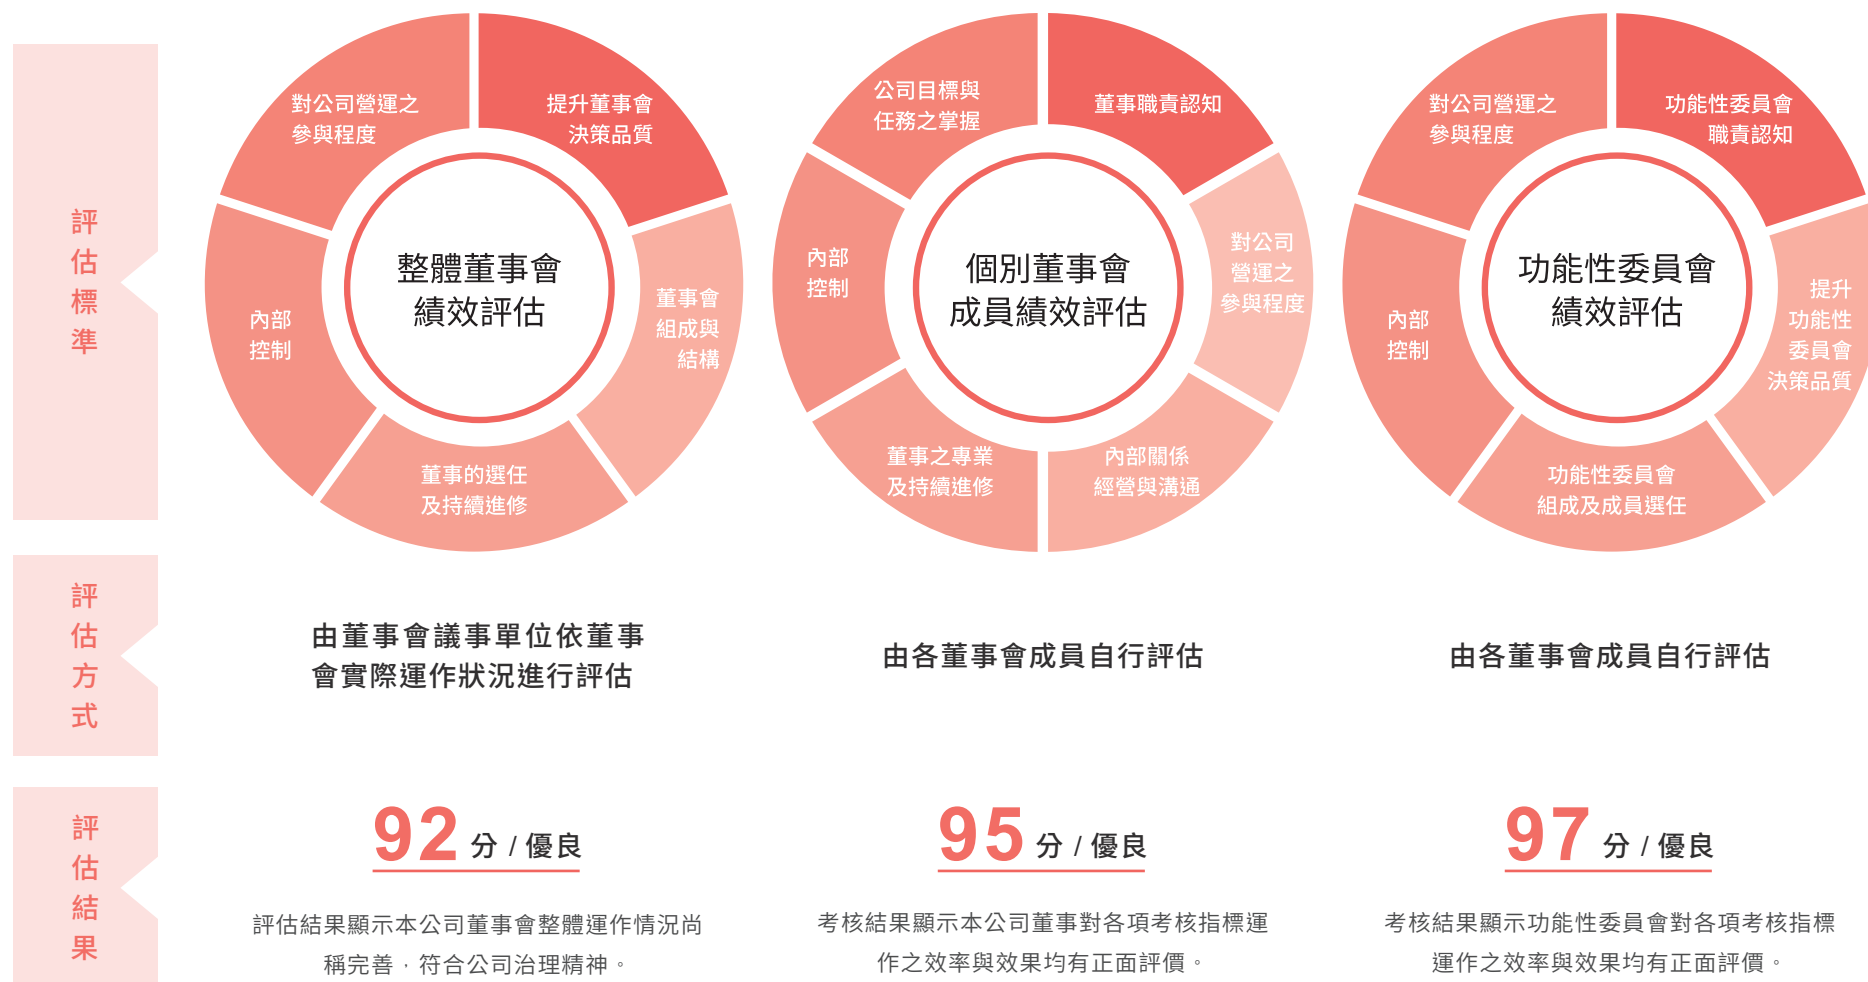 評估標準
對公司營運之
參與程度
提升董事會
決策品質
內部
控制
董事會
組成與
結構
董事的選任
及持續進修
整體董事會
績效評估
公司目標與
任務之掌握
董事職責認知
內部
控制
對公司
營運之
參與程度
董事之專業
及持續進修
內部關係
經營與溝通
個別董事會
成員績效評估
對公司營運之
參與程度
功能性委員會
職責認知
內部
控制
提升
功能性
委員會
決策品質
功能性委員會
組成及成員選任
功能性委員會
績效評估
評估方式
由董事會議事單位依董事
會實際運作狀況進行評估
由各董事會成員自行評估
由各董事會成員自行評估
評估結果
92 分 / 優良
評估結果顯示本公司董事會整體運作情況尚
稱完善，符合公司治理精神。
95 分 / 優良
考核結果顯示本公司董事對各項考核指標運
作之效率與效果均有正面評價。
97 分 / 優良
考核結果顯示功能性委員會對各項考核指標
運作之效率與效果均有正面評價。